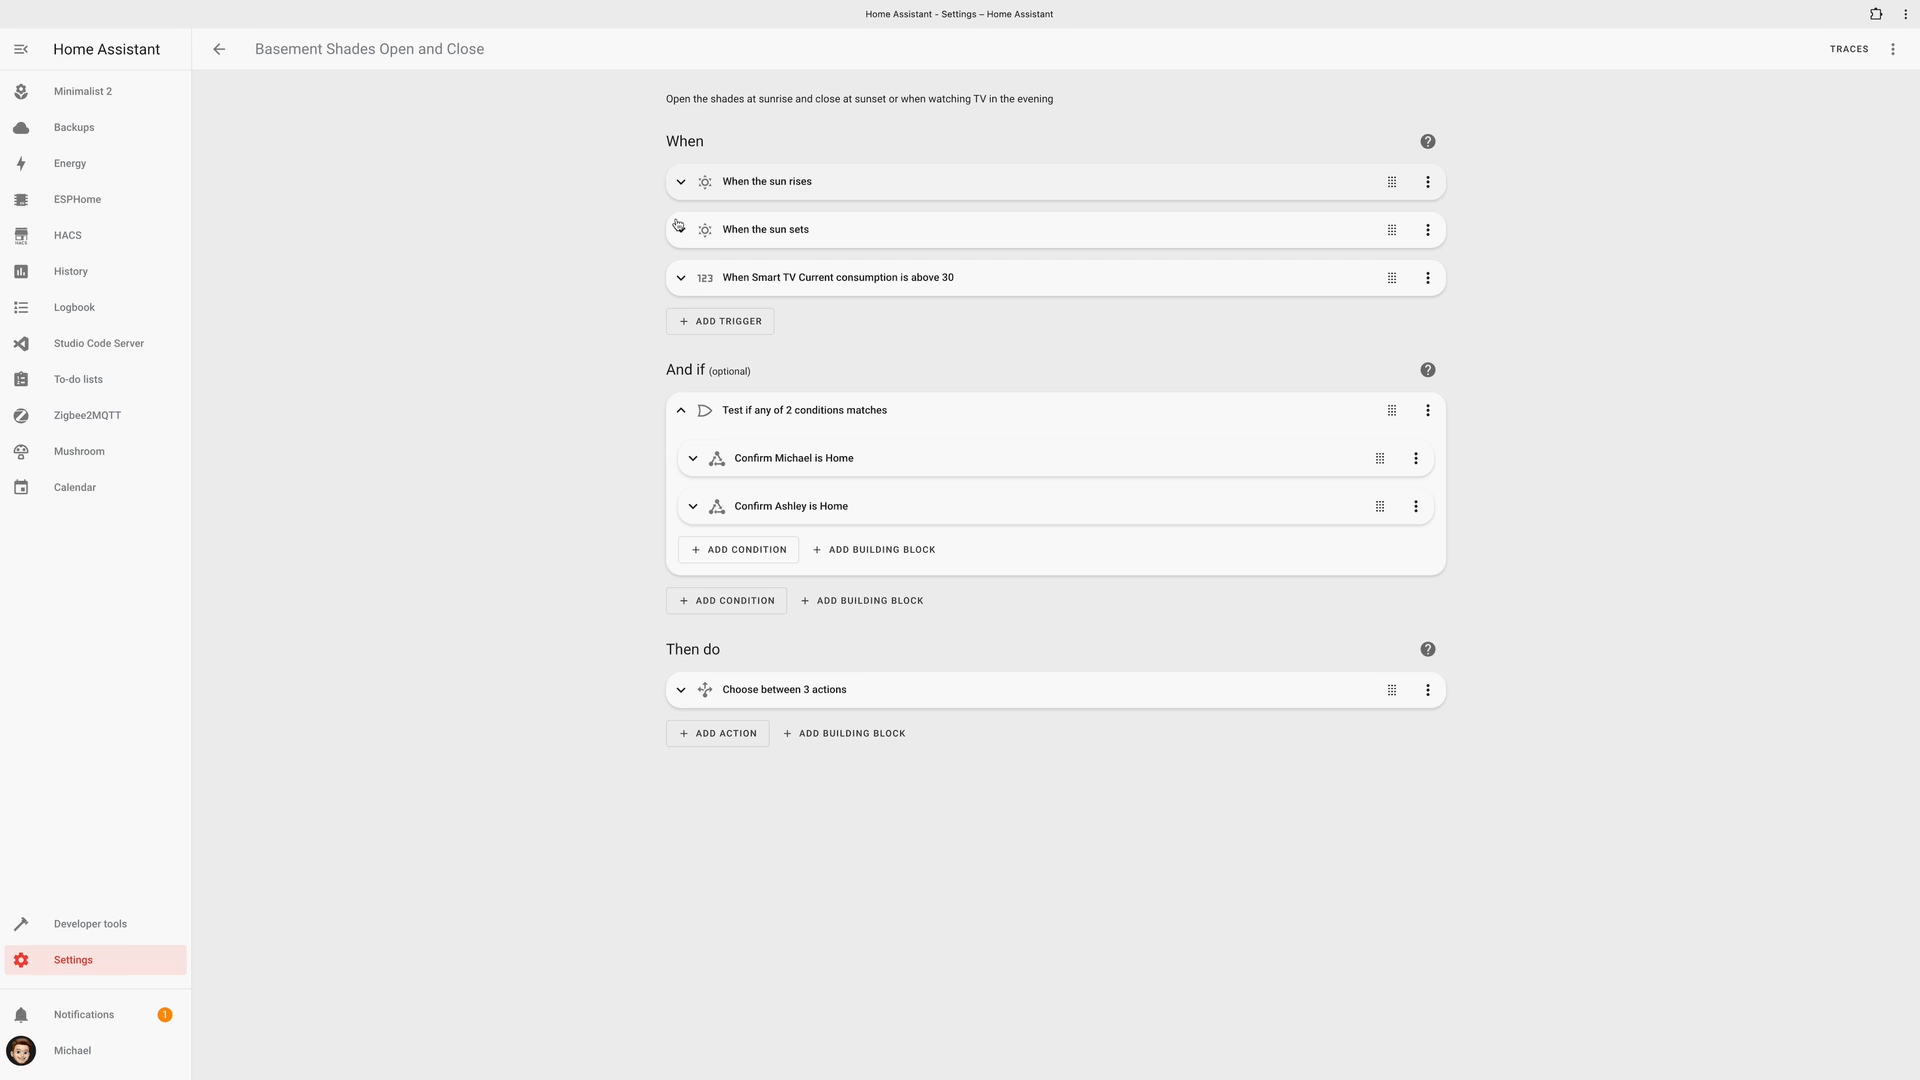 Home Assistant - Settings – Home Assistant
Home Assistant
Basement Shades Open and Close
TRACES
Minimalist 2
Backups
Energy
ESPHome
HACS
HACS
History
Logbook
Studio Code Server
To-do lists
Zigbee2MQTT
Mushroom
Calendar
Developer tools
Settings
Notifications
1
Michael
Open the shades at sunrise and close at sunset or when watching TV in the evening
When
?
When the sun rises
When the sun sets
123 When Smart TV Current consumption is above 30
+ ADD TRIGGER
And if (optional)
?
Test if any of 2 conditions matches
Confirm Michael is Home
Confirm Ashley is Home
+ ADD CONDITION + ADD BUILDING BLOCK
+ ADD CONDITION + ADD BUILDING BLOCK
Then do
?
Choose between 3 actions
+ ADD ACTION + ADD BUILDING BLOCK